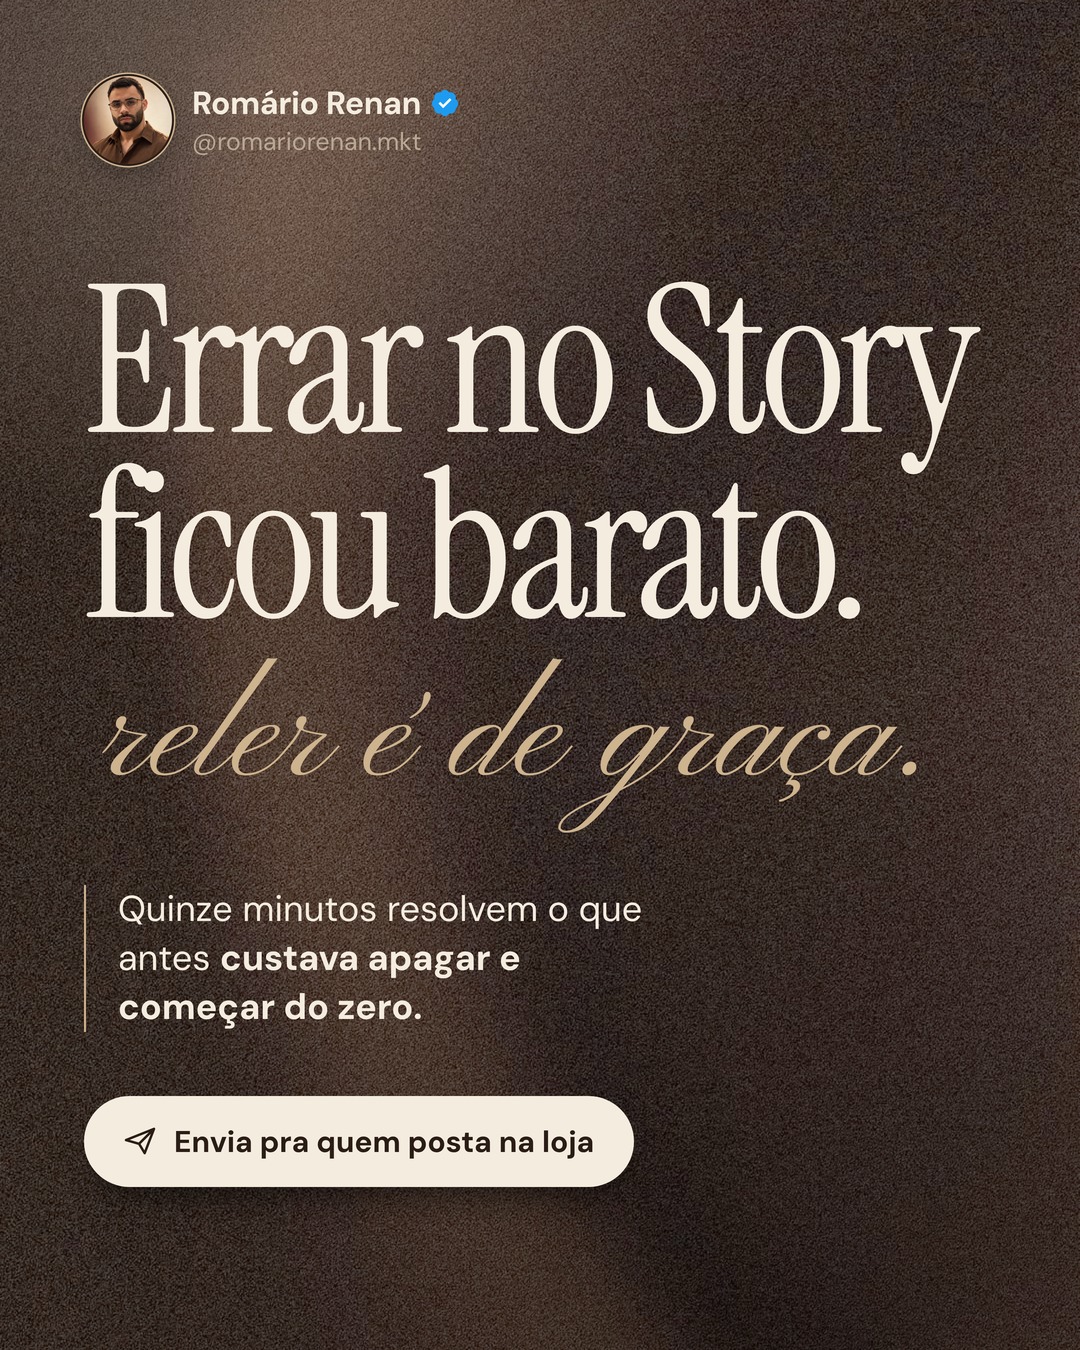 Romário Renan
@romariorenan.mkt
Errar no Story
ficou barato.
reler é de graça.
Quinze minutos resolvem o que
antes custava apagar e
começar do zero.
Envia pra quem posta na loja